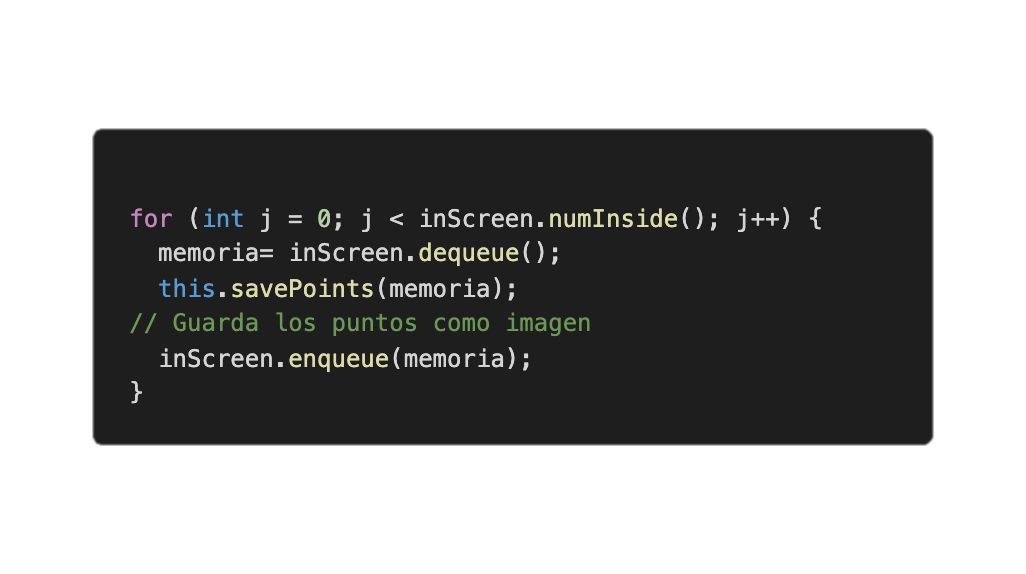 for (int j = 0; j < inScreen.numInside(); j++) {
  memoria= inScreen.dequeue();
  this.savePoints(memoria);
// Guarda los puntos como imagen
  inScreen.enqueue(memoria);
}